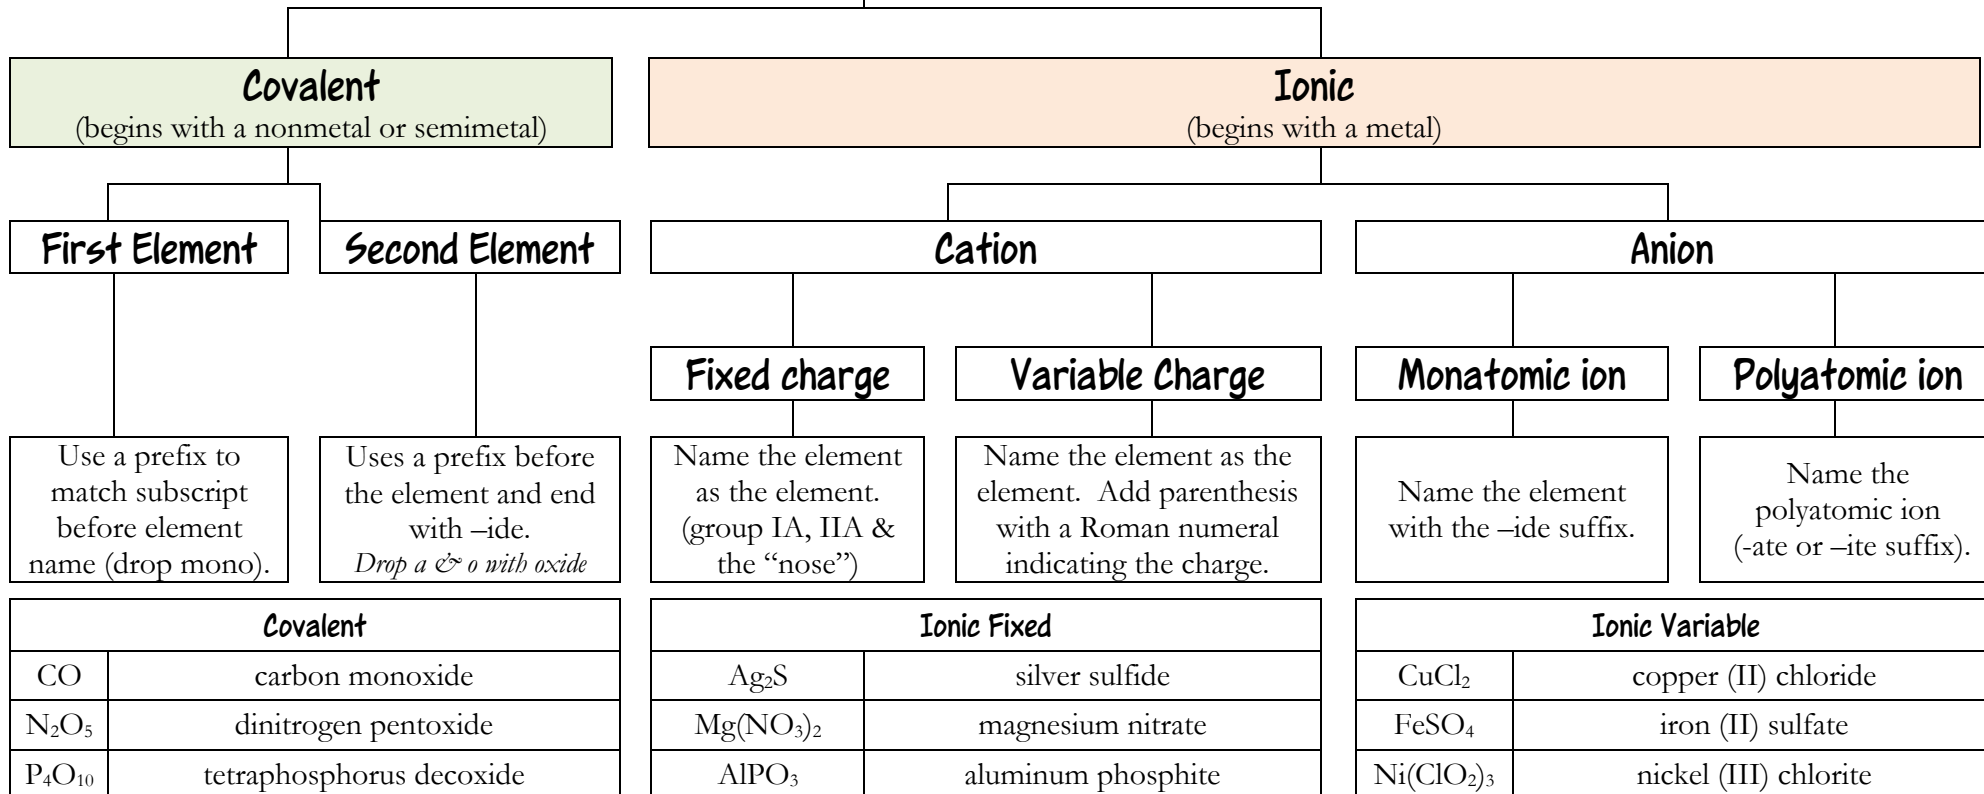 Covalent
(begins with a nonmetal or semimetal)
Ionic
(begins with a metal)
First Element
Second Element
Cation
Anion
Fixed charge
Variable Charge
Monatomic ion
Polyatomic ion
Use a prefix to
match subscript
before element
name (drop mono).
Uses a prefix before
the element and end
with –ide.
Drop a & o with oxide
Name the element
as the element.
(group IA, IIA &
the “nose”)
Name the element as the
element.  Add parenthesis
with a Roman numeral
indicating the charge.
Name the element
with the –ide suffix.
Name the
polyatomic ion
(-ate or –ite suffix).
Covalent
CO carbon monoxide
N₂O₅ dinitrogen pentoxide
P₄O₁₀ tetraphosphorus decoxide
Ionic Fixed
Ag₂S silver sulfide
Mg(NO₃)₂ magnesium nitrate
AlPO₃ aluminum phosphite
Ionic Variable
CuCl₂ copper (II) chloride
FeSO₄ iron (II) sulfate
Ni(ClO₂)₃ nickel (III) chlorite